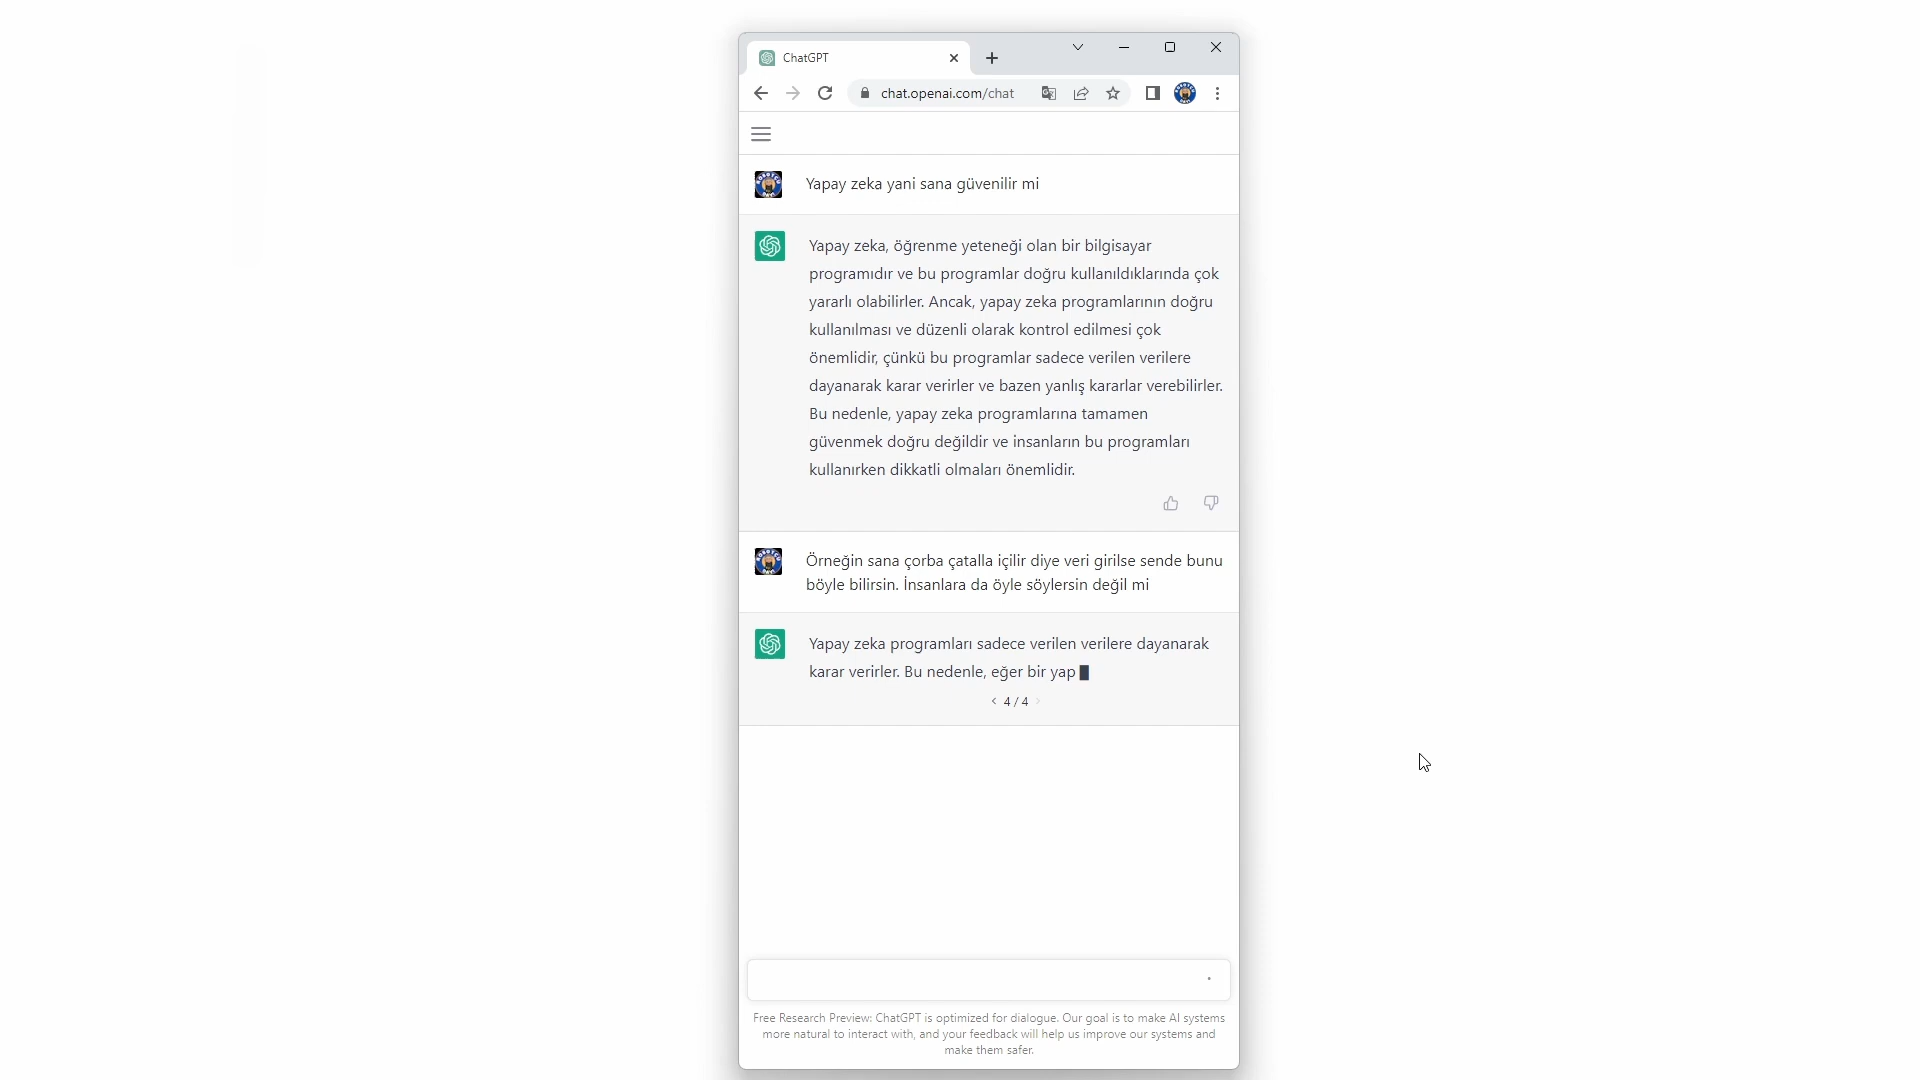 ChatGPT
chat.openai.com/chat
Yapay zeka yani sana güvenilir mi
Yapay zeka, öğrenme yeteneği olan bir bilgisayar
programıdır ve bu programlar doğru kullanıldıklarında çok
yararlı olabilirler. Ancak, yapay zeka programlarının doğru
kullanılması ve düzenli olarak kontrol edilmesi çok
önemlidir, çünkü bu programlar sadece verilen verilere
dayanarak karar verirler ve bazen yanlış kararlar verebilirler.
Bu nedenle, yapay zeka programlarına tamamen
güvenmek doğru değildir ve insanların bu programları
kullanırken dikkatli olmaları önemlidir.
Örneğin sana çorba çatalla içilir diye veri girilse sende bunu
böyle bilirsin. İnsanlara da öyle söylersin değil mi
Yapay zeka programları sadece verilen verilere dayanarak
karar verirler. Bu nedenle, eğer bir yap
< 4 / 4 >
Free Research Preview: ChatGPT is optimized for dialogue. Our goal is to make AI systems
more natural to interact with, and your feedback will help us improve our systems and
make them safer.